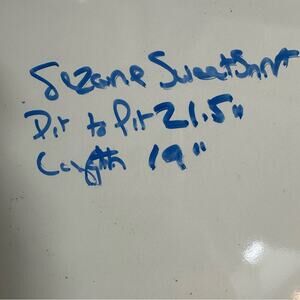 Sezane Sweatshirt
Pit to Pit 21.5"
Length 19"